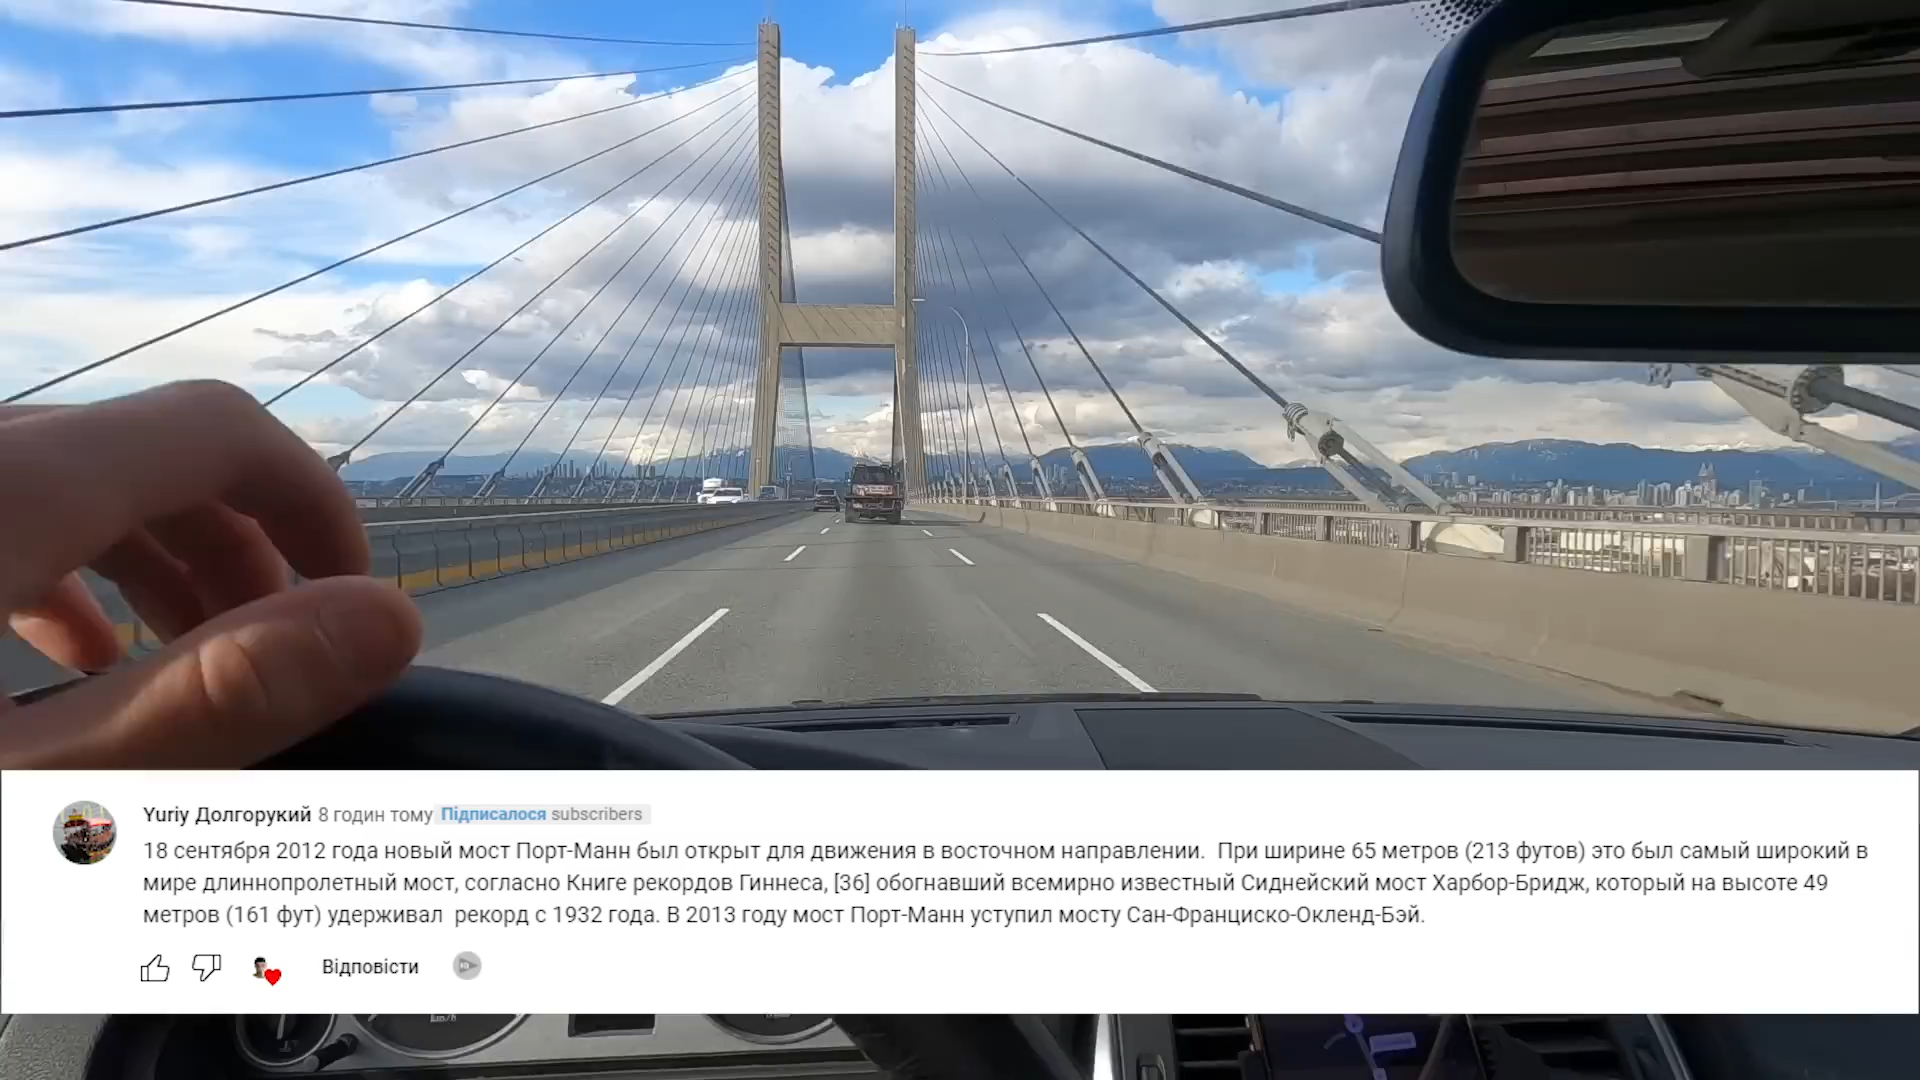 Yuriy Долгорукий 8 годин тому Підписалося subscribers
18 сентября 2012 года новый мост Порт-Манн был открыт для движения в восточном направлении. При ширине 65 метров (213 футов) это был самый широкий в
мире длиннопролетный мост, согласно Книге рекордов Гиннеса, [36] обогнавший всемирно известный Сиднейский мост Харбор-Бридж, который на высоте 49
метров (161 фут) удерживал рекорд с 1932 года. В 2013 году мост Порт-Манн уступил мосту Сан-Франциско-Окленд-Бэй.
Відповісти
km/h